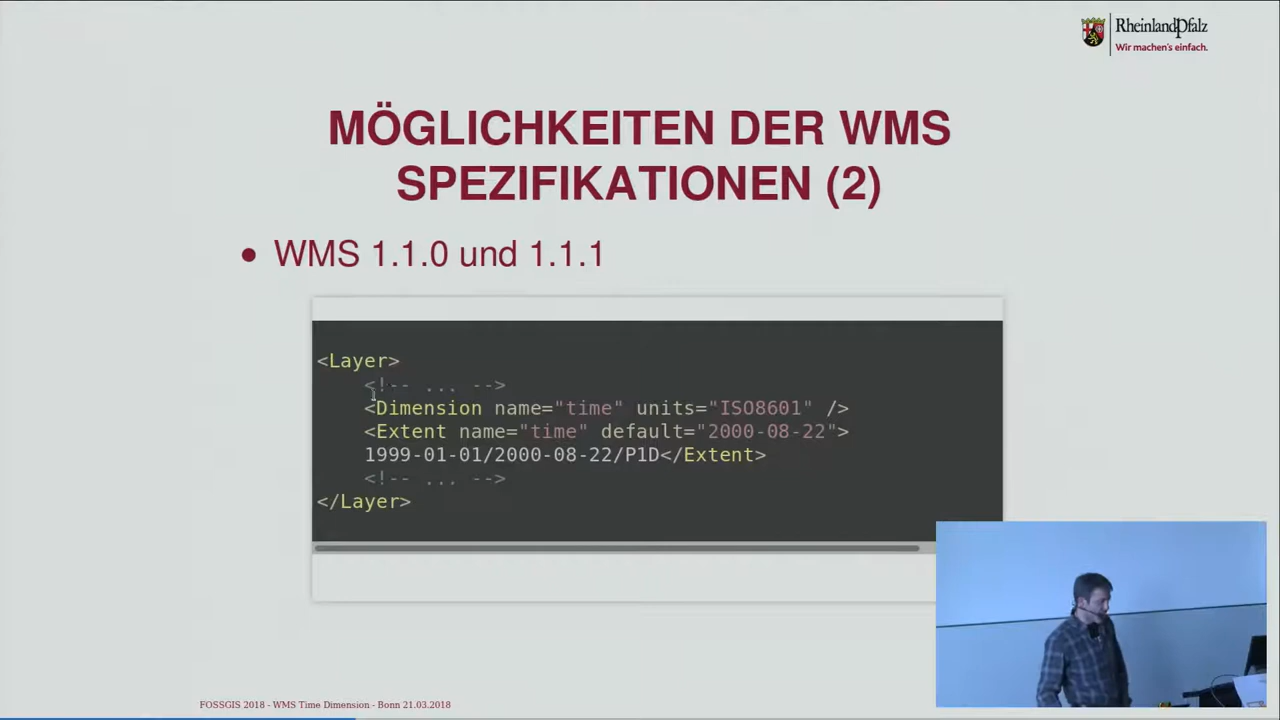 RheinlandPfalz
Wir machen's einfach.
MÖGLICHKEITEN DER WMS
SPEZIFIKATIONEN (2)
• WMS 1.1.0 und 1.1.1
<Layer>
<!-- ... -->
<Dimension name="time" units="ISO8601" />
<Extent name="time" default="2000-08-22">
1999-01-01/2000-08-22/P1D</Extent>
<!-- ... -->
</Layer>
FOSSGIS 2018 - WMS Time Dimension - Bonn 21.03.2018